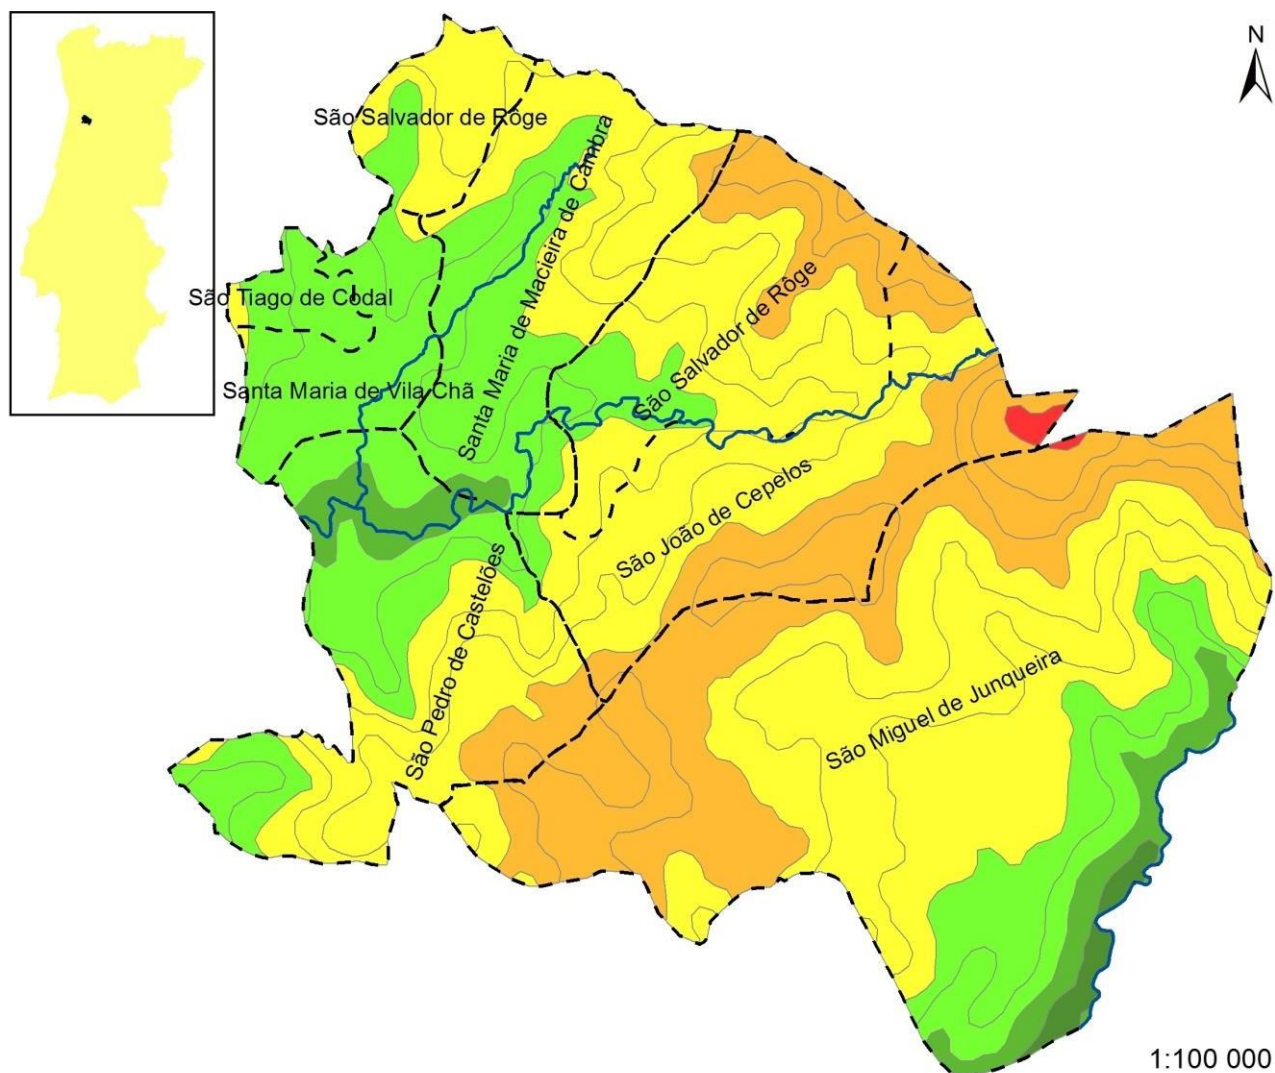 N
São Salvador de Rôge
Santa Maria de Macieira de Cambra
São Tiago de Codal
São Salvador de Rôge
Santa Maria de Vila Chã
São João de Cepelos
São Pedro de Castelões
São Miguel de Junqueira
1:100 000